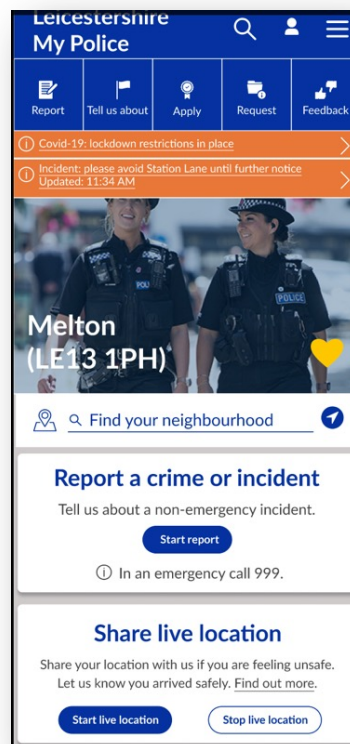 Leicestershire
My Police
Report
Tell us about
Apply
Request
Feedback
Covid-19: lockdown restrictions in place
Incident: please avoid Station Lane until further notice
Updated: 11:34 AM
POLICE
Melton
(LE13 1PH)
Find your neighbourhood
Report a crime or incident
Tell us about a non-emergency incident.
Start report
In an emergency call 999.
Share live location
Share your location with us if you are feeling unsafe.
Let us know you arrived safely. Find out more.
Start live location
Stop live location